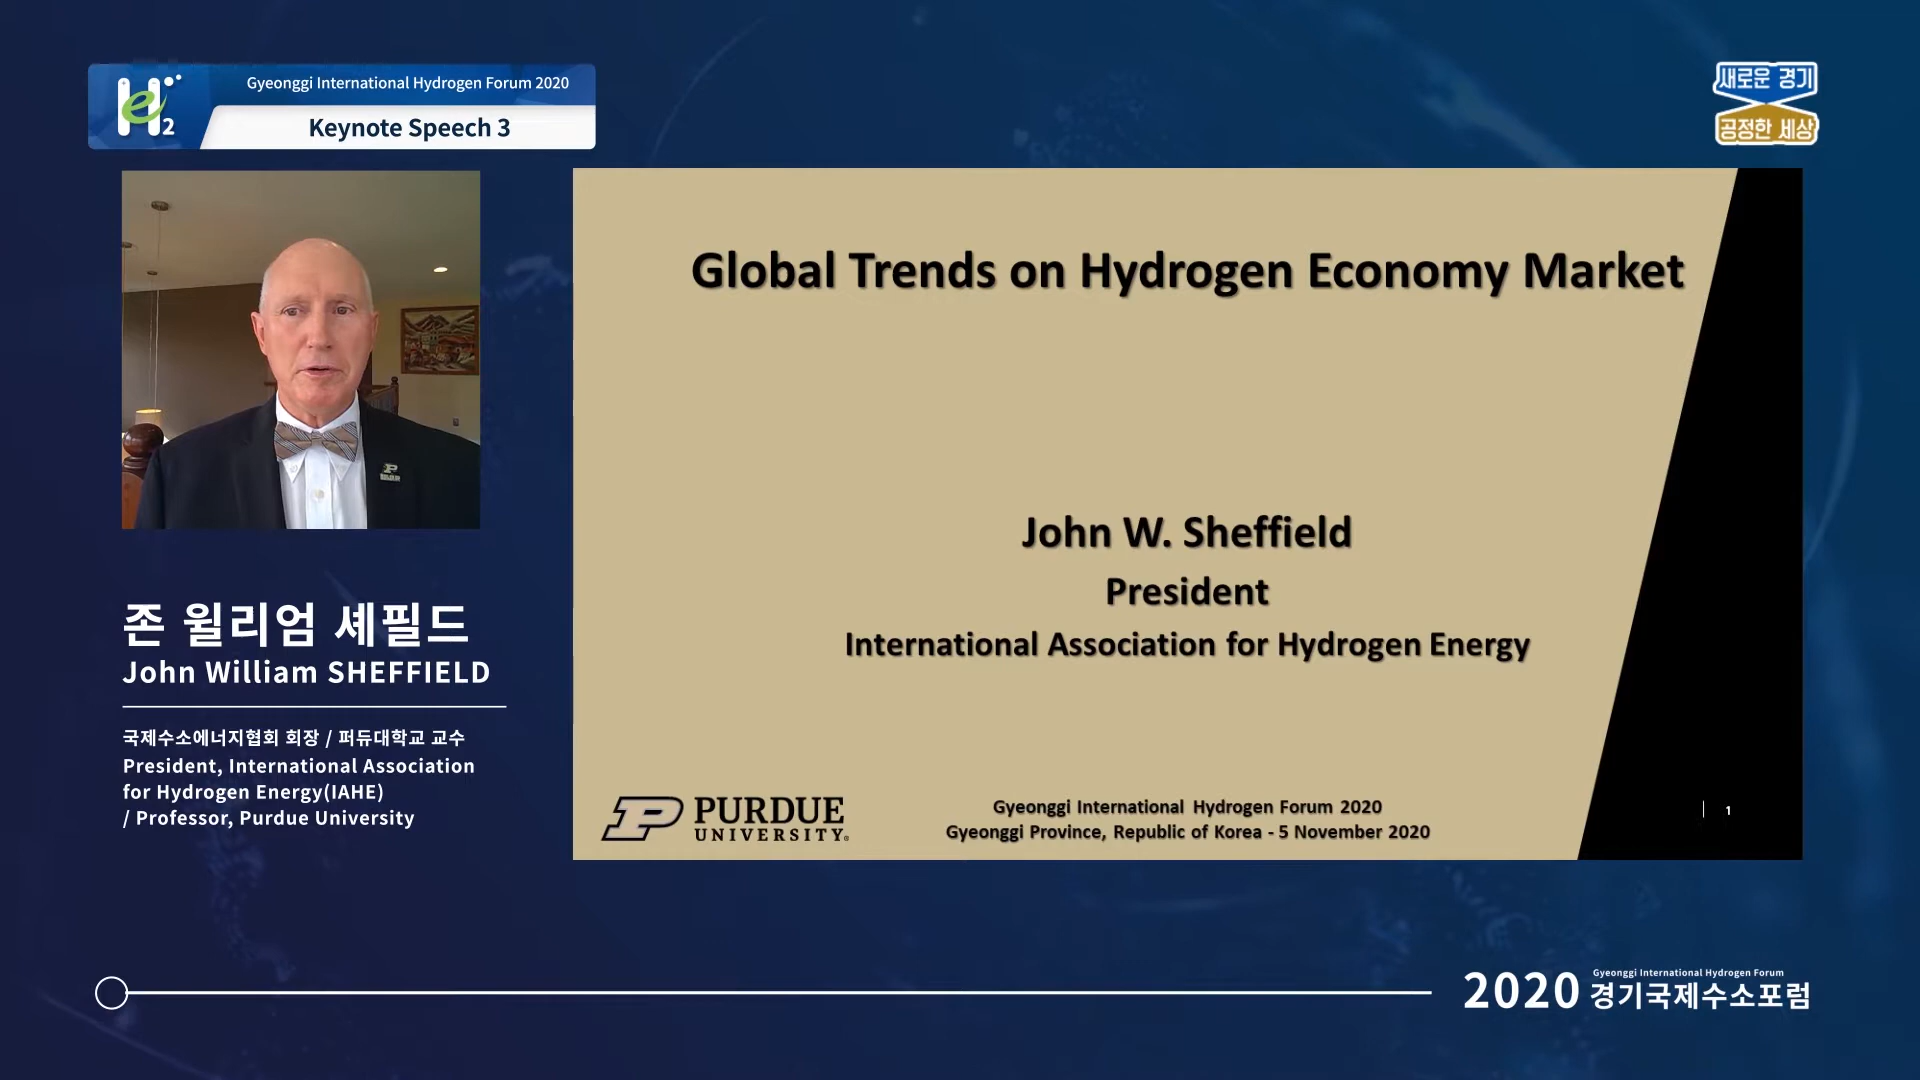 Gyeonggi International Hydrogen Forum 2020
He2
Keynote Speech 3
새로운 경기
공정한 세상
Global Trends on Hydrogen Economy Market
John W. Sheffield
President
International Association for Hydrogen Energy
P PURDUE
UNIVERSITY®
Gyeonggi International Hydrogen Forum 2020
Gyeonggi Province, Republic of Korea - 5 November 2020
1
존 윌리엄 셰필드
John William SHEFFIELD
국제수소에너지협회 회장 / 퍼듀대학교 교수
President, International Association
for Hydrogen Energy(IAHE)
/ Professor, Purdue University
Gyeonggi International Hydrogen Forum
2020 경기국제수소포럼